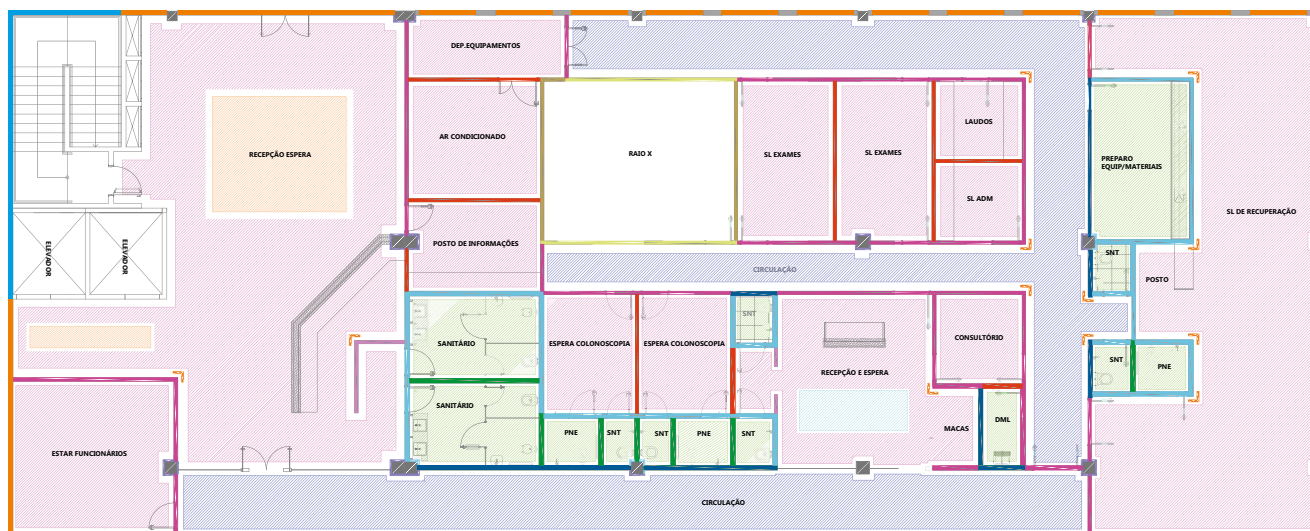 DEP.EQUIPAMENTOS
AR CONDICIONADO
RECEPÇÃO ESPERA
RAIO X
SL EXAMES
SL EXAMES
LAUDOS
SL ADM
PREPARO
EQUIP/MATERIAIS
SL DE RECUPERAÇÃO
ELEVADOR
ELEVADOR
POSTO DE INFORMAÇÕES
CIRCULAÇÃO
SNT
POSTO
SNT
SANITÁRIO
ESPERA COLONOSCOPIA
ESPERA COLONOSCOPIA
CONSULTÓRIO
RECEPÇÃO E ESPERA
SNT
PNE
SANITÁRIO
PNE
SNT
SNT
PNE
SNT
MACAS
DML
ESTAR FUNCIONÁRIOS
CIRCULAÇÃO